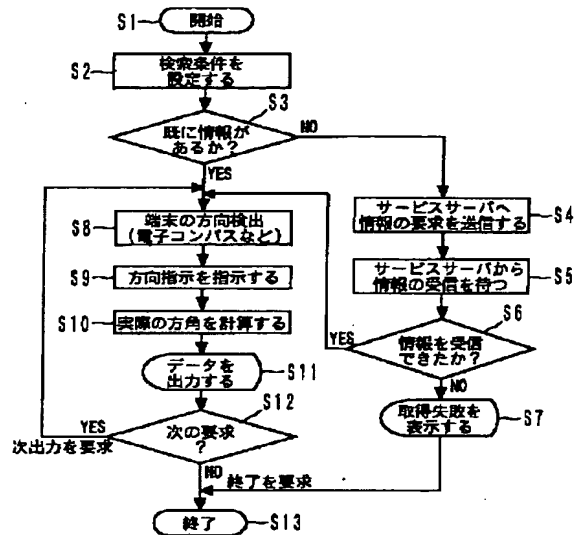 S1
開始
S2
検索条件を
設定する
S3
既に情報が
あるか?
NO
YES
サービスサーバへ
情報の要求を送信する
S4
S8
端末の方向検出
(電子コンパスなど)
サービスサーバから
情報の受信を待つ
S5
S9
方向指示を指示する
S6
S10
実際の方角を計算する
YES
情報を受信
できたか?
データを
出力する
S11
NO
S12
取得失敗を
表示する
S7
YES
次出力を要求
次の要求
?
NO
終了を要求
終了
S13